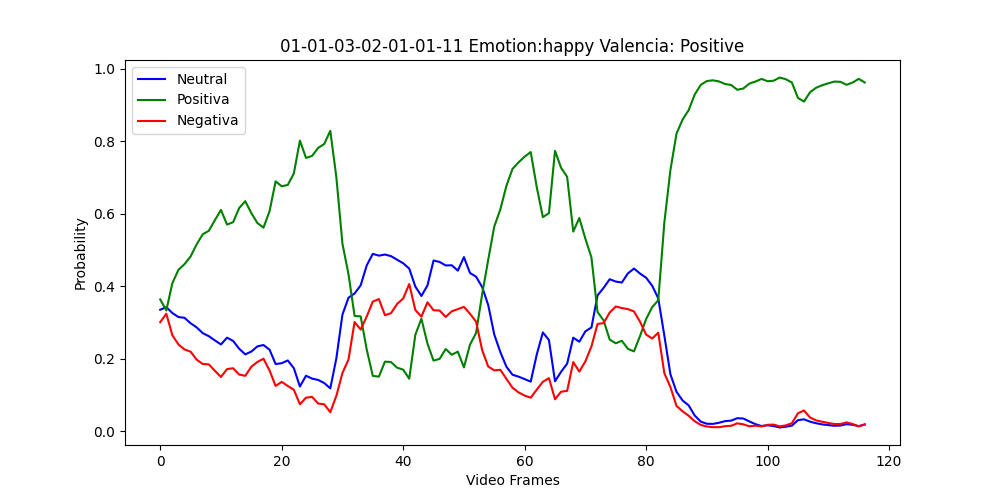 01-01-03-02-01-01-11 Emotion:happy Valencia: Positive
Neutral
Positiva
Negativa
Probability
1.0
0.8
0.6
0.4
0.2
0.0
0 20 40 60 80 100 120
Video Frames